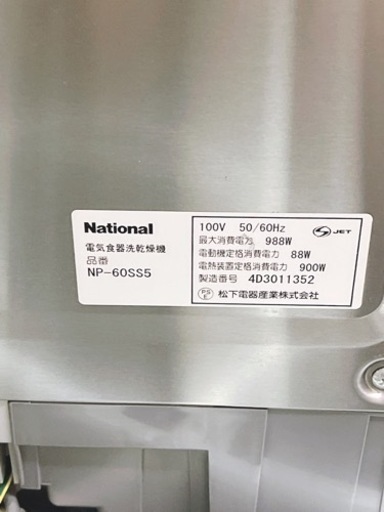 National
電気食器洗乾燥機
品番
NP-60SS5
100V 50/60Hz
最大消費電力 988W
電動機定格消費電力 88W
電熱装置定格消費電力 900W
製造番号 4D3011352
PS E 松下電器産業株式会社
S JET